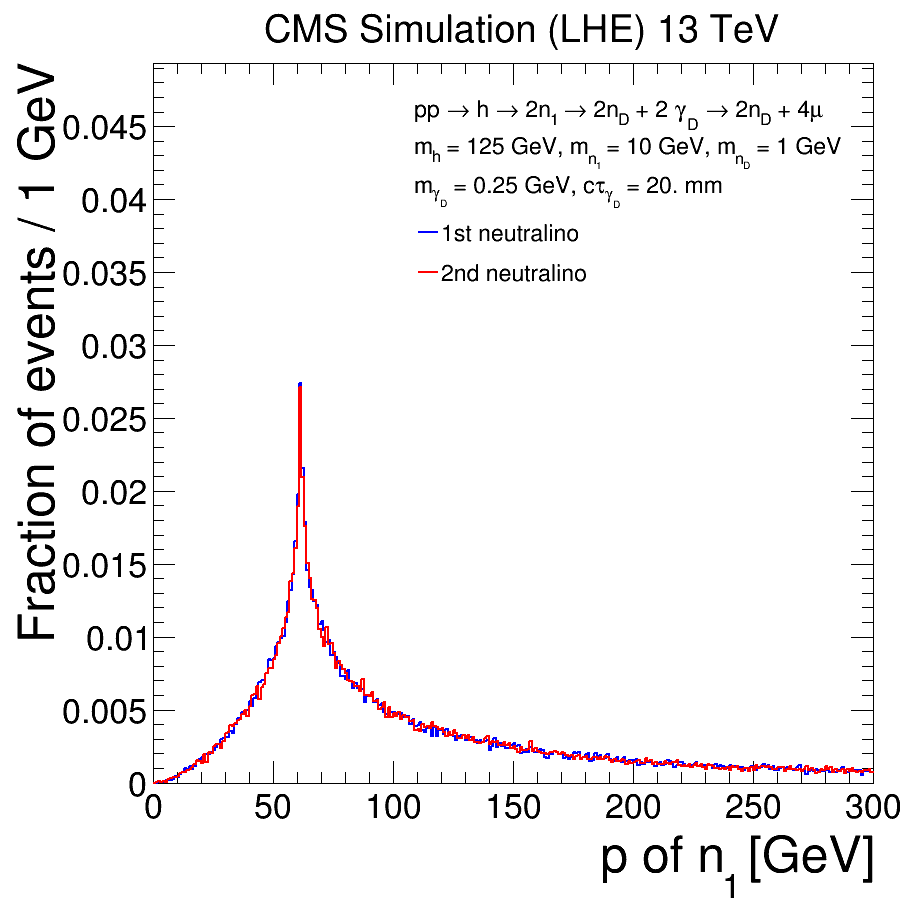 CMS Simulation (LHE) 13 TeV
Fraction of events / 1 GeV
0.045
0.04
0.035
0.03
0.025
0.02
0.015
0.01
0.005
0
pp → h → 2n1 → 2nD + 2 γD → 2nD + 4μ
mh = 125 GeV, mn1 = 10 GeV, mnD = 1 GeV
mγD = 0.25 GeV, cτγD = 20. mm
1st neutralino
2nd neutralino
0 50 100 150 200 250 300
p of n1 [GeV]